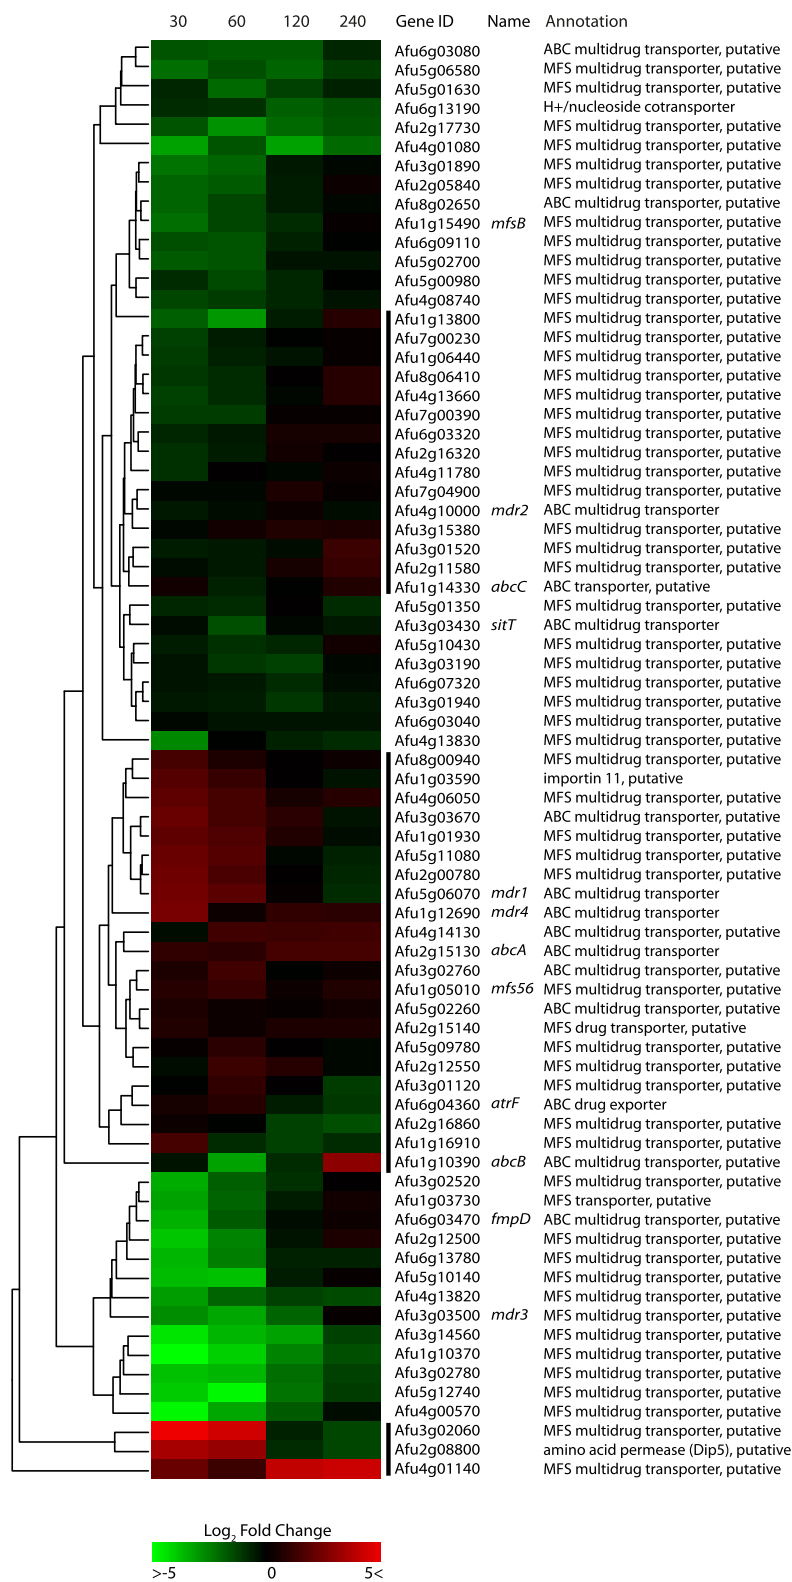 30 60 120 240 Gene ID Name Annotation
Afu6g03080 ABC multidrug transporter, putative
Afu5g06580 MFS multidrug transporter, putative
Afu5g01630 MFS multidrug transporter, putative
Afu6g13190 H+/nucleoside cotransporter
Afu2g17730 MFS multidrug transporter, putative
Afu4g01080 MFS multidrug transporter, putative
Afu3g01890 MFS multidrug transporter, putative
Afu2g05840 MFS multidrug transporter, putative
Afu8g02650 ABC multidrug transporter, putative
Afu1g15490 mfsB MFS multidrug transporter, putative
Afu6g09110 MFS multidrug transporter, putative
Afu5g02700 MFS multidrug transporter, putative
Afu5g00980 MFS multidrug transporter, putative
Afu4g08740 MFS multidrug transporter, putative
Afu1g13800 MFS multidrug transporter, putative
Afu7g00230 MFS multidrug transporter, putative
Afu1g06440 MFS multidrug transporter, putative
Afu8g06410 MFS multidrug transporter, putative
Afu4g13660 MFS multidrug transporter, putative
Afu7g00390 MFS multidrug transporter, putative
Afu6g03320 MFS multidrug transporter, putative
Afu2g16320 MFS multidrug transporter, putative
Afu4g11780 MFS multidrug transporter, putative
Afu7g04900 MFS multidrug transporter, putative
Afu4g10000 mdr2 ABC multidrug transporter
Afu3g15380 MFS multidrug transporter, putative
Afu3g01520 MFS multidrug transporter, putative
Afu2g11580 MFS multidrug transporter, putative
Afu1g14330 abcC ABC transporter, putative
Afu5g01350 MFS multidrug transporter, putative
Afu3g03430 sitT ABC multidrug transporter
Afu5g10430 MFS multidrug transporter, putative
Afu3g03190 MFS multidrug transporter, putative
Afu6g07320 MFS multidrug transporter, putative
Afu3g01940 MFS multidrug transporter, putative
Afu6g03040 MFS multidrug transporter, putative
Afu4g13830 MFS multidrug transporter, putative
Afu8g00940 MFS multidrug transporter, putative
Afu1g03590 importin 11, putative
Afu4g06050 MFS multidrug transporter, putative
Afu3g03670 ABC multidrug transporter, putative
Afu1g01930 MFS multidrug transporter, putative
Afu5g11080 MFS multidrug transporter, putative
Afu2g00780 MFS multidrug transporter, putative
Afu5g06070 mdr1 ABC multidrug transporter
Afu1g12690 mdr4 ABC multidrug transporter
Afu4g14130 ABC multidrug transporter, putative
Afu2g15130 abcA ABC multidrug transporter
Afu3g02760 ABC multidrug transporter, putative
Afu1g05010 mfs56 MFS multidrug transporter, putative
Afu5g02260 ABC multidrug transporter, putative
Afu2g15140 MFS drug transporter, putative
Afu5g09780 MFS multidrug transporter, putative
Afu2g12550 MFS multidrug transporter, putative
Afu3g01120 MFS multidrug transporter, putative
Afu6g04360 atrF ABC drug exporter
Afu2g16860 MFS multidrug transporter, putative
Afu1g16910 MFS multidrug transporter, putative
Afu1g10390 abcB ABC multidrug transporter, putative
Afu3g02520 MFS multidrug transporter, putative
Afu1g03730 MFS transporter, putative
Afu6g03470 fmpD ABC multidrug transporter, putative
Afu2g12500 MFS multidrug transporter, putative
Afu6g13780 MFS multidrug transporter, putative
Afu5g10140 MFS multidrug transporter, putative
Afu4g13820 MFS multidrug transporter, putative
Afu3g03500 mdr3 MFS multidrug transporter, putative
Afu3g14560 MFS multidrug transporter, putative
Afu1g10370 MFS multidrug transporter, putative
Afu3g02780 MFS multidrug transporter, putative
Afu5g12740 MFS multidrug transporter, putative
Afu4g00570 MFS multidrug transporter, putative
Afu3g02060 MFS multidrug transporter, putative
Afu2g08800 amino acid permease (Dip5), putative
Afu4g01140 MFS multidrug transporter, putative
Log2 Fold Change
>-5 0 5<